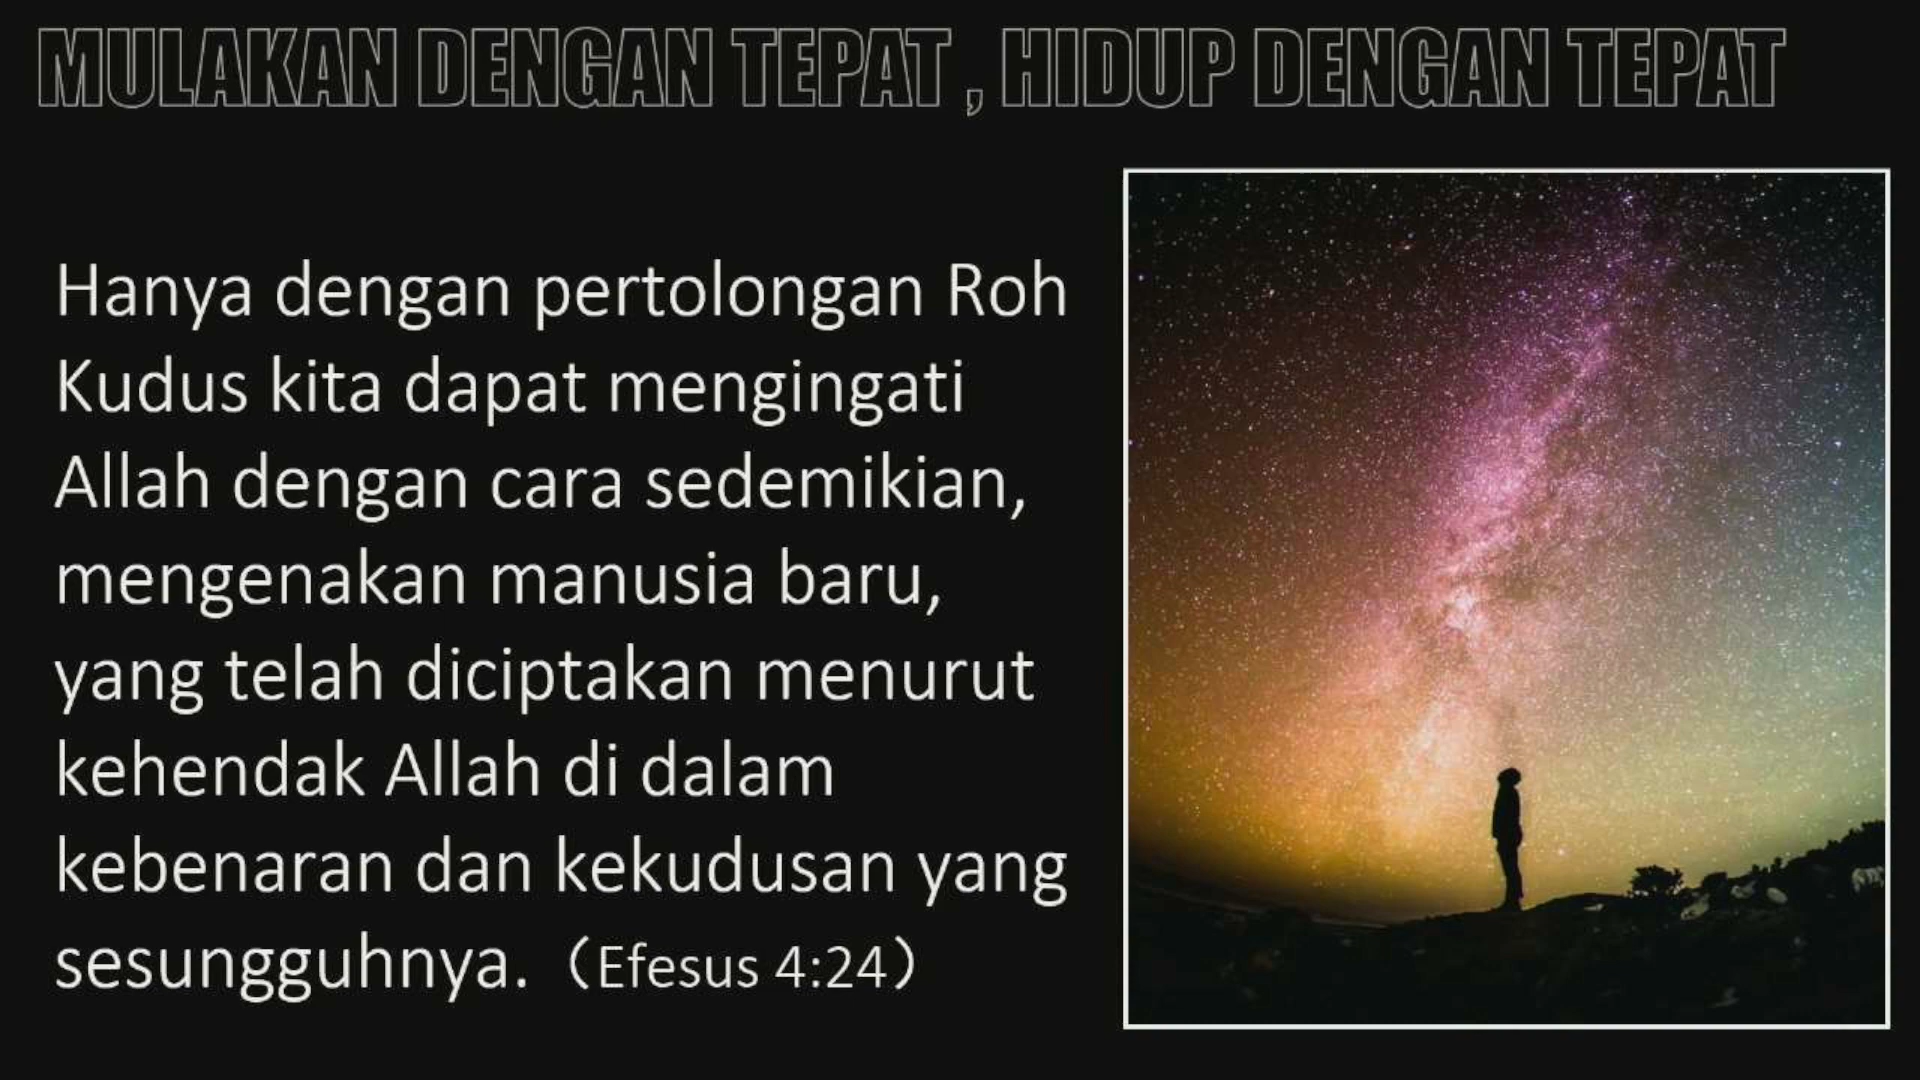 MULAKAN DENGAN TEPAT , HIDUP DENGAN TEPAT
Hanya dengan pertolongan Roh
Kudus kita dapat mengingati
Allah dengan cara sedemikian,
mengenakan manusia baru,
yang telah diciptakan menurut
kehendak Allah di dalam
kebenaran dan kekudusan yang
sesungguhnya.（Efesus 4:24）